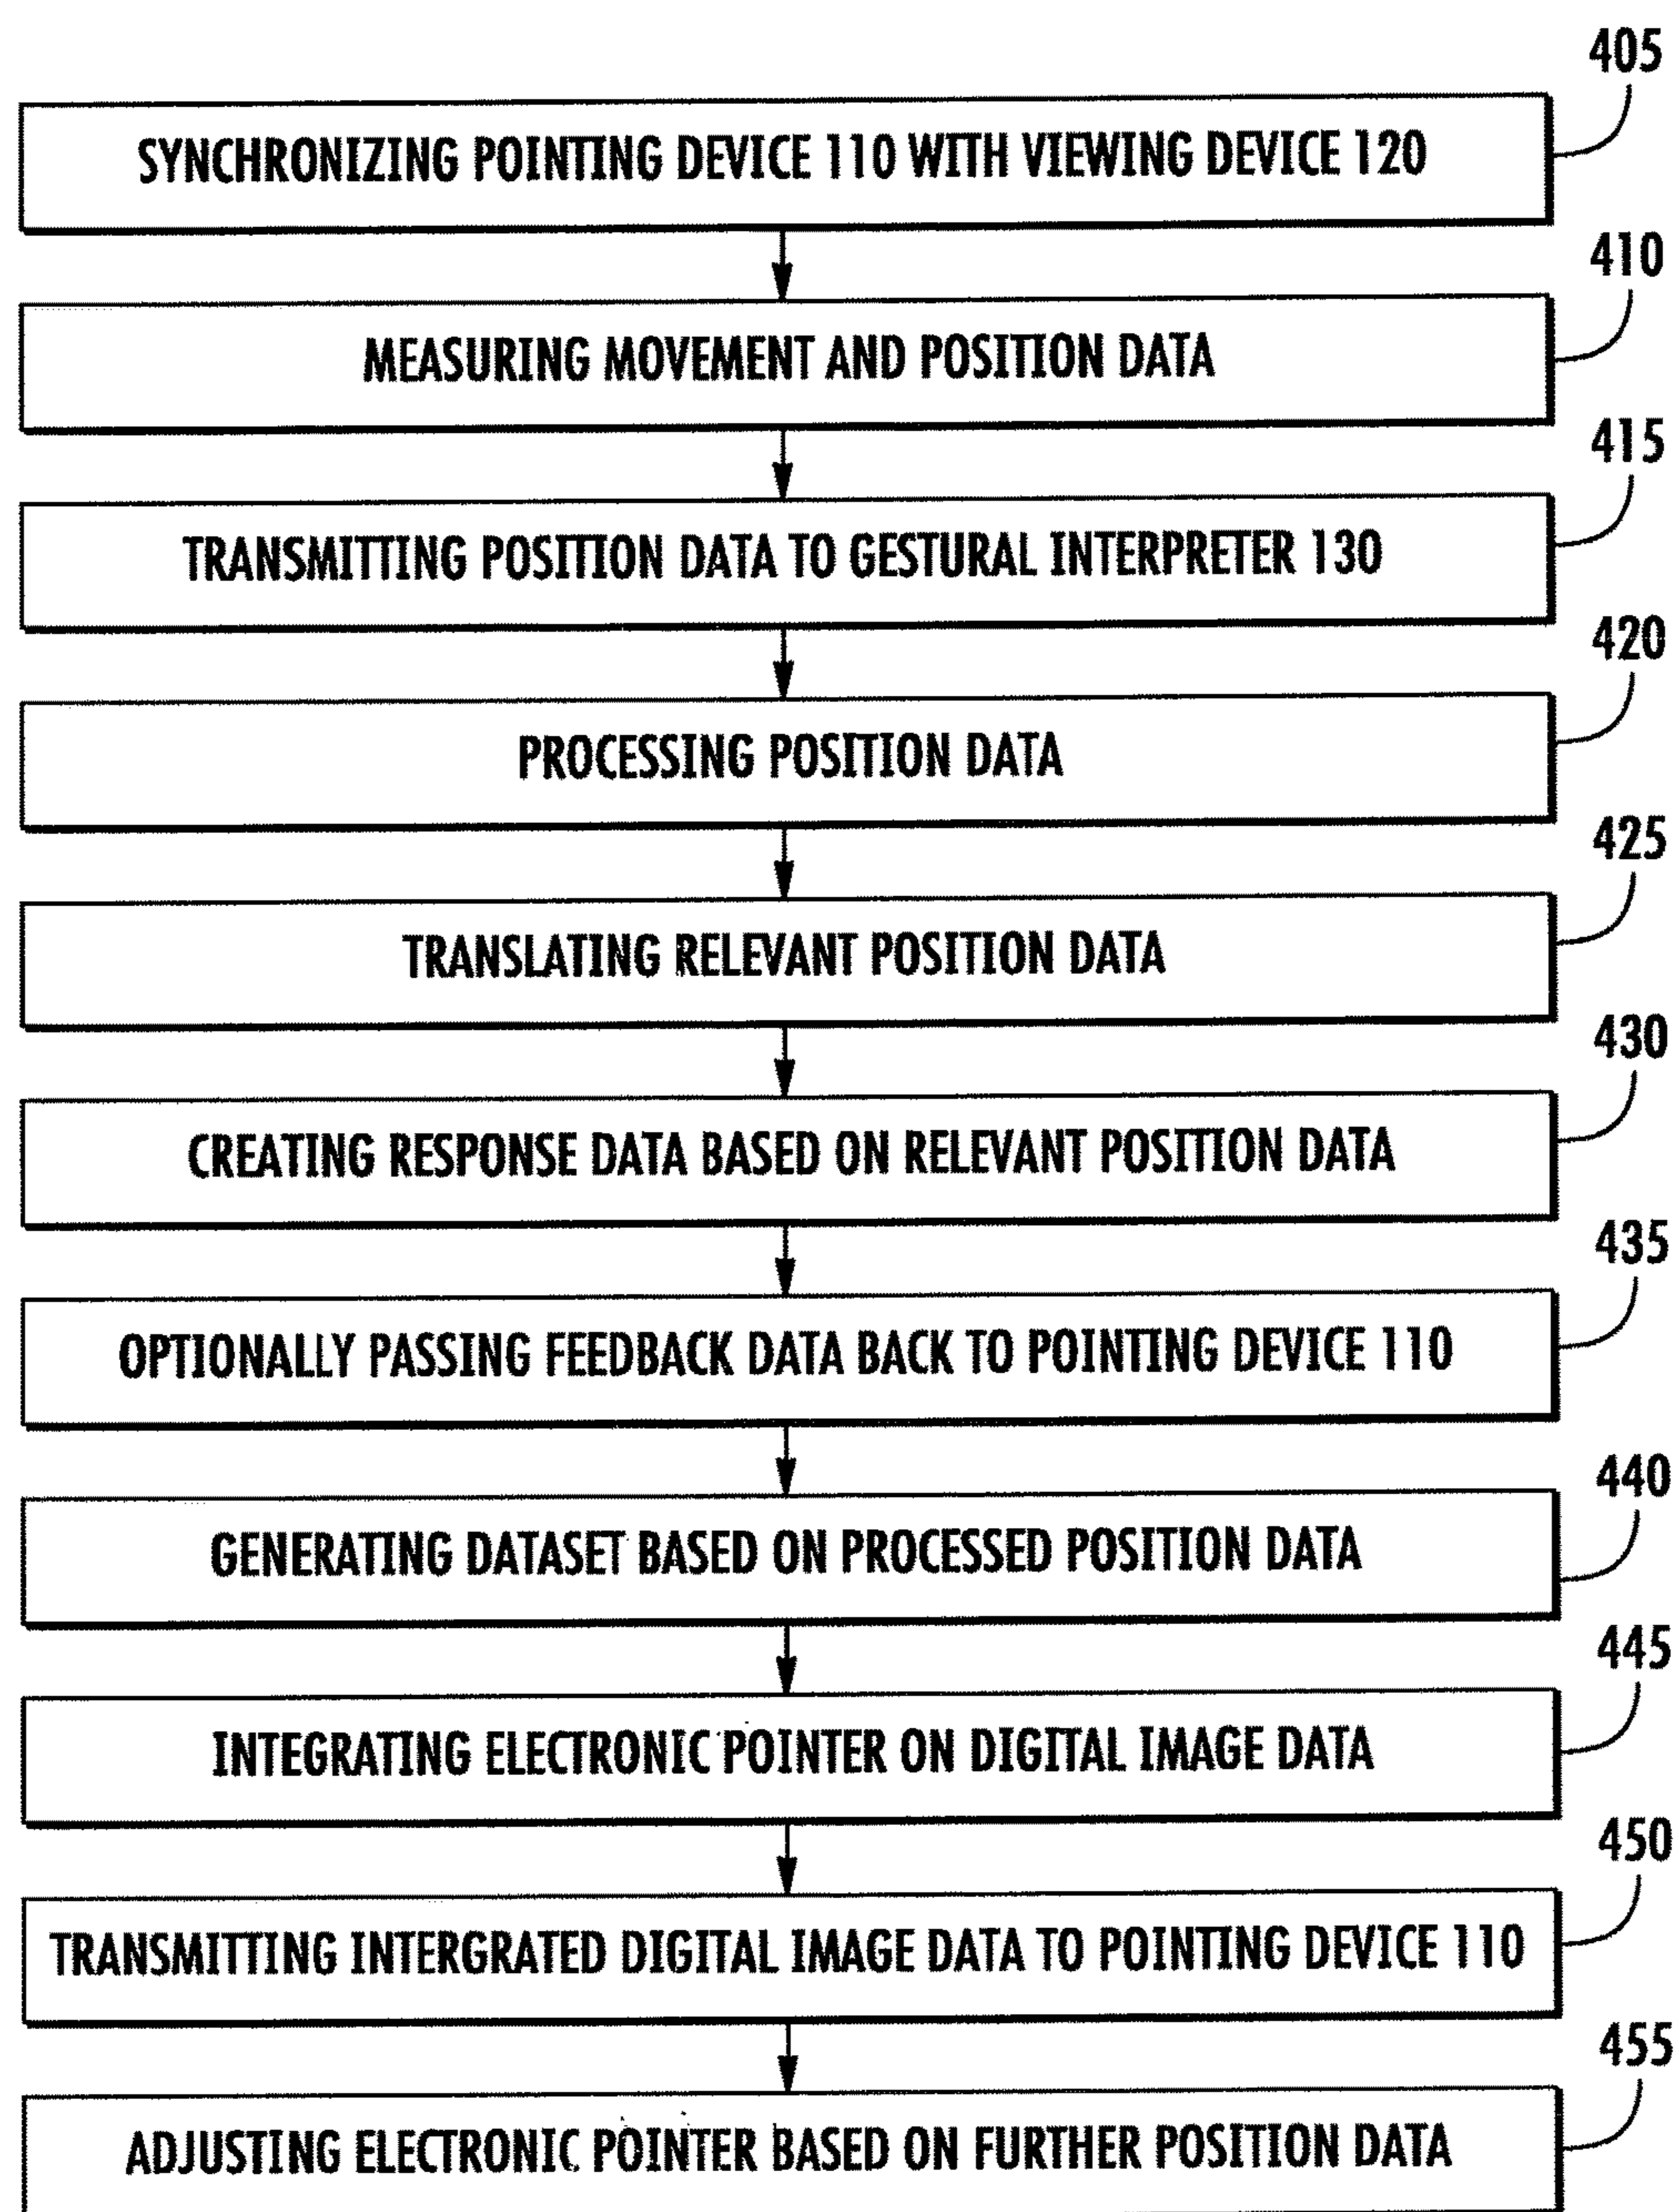 405
SYNCHRONIZING POINTING DEVICE 110 WITH VIEWING DEVICE 120
410
MEASURING MOVEMENT AND POSITION DATA
415
TRANSMITTING POSITION DATA TO GESTURAL INTERPRETER 130
420
PROCESSING POSITION DATA
425
TRANSLATING RELEVANT POSITION DATA
430
CREATING RESPONSE DATA BASED ON RELEVANT POSITION DATA
435
OPTIONALLY PASSING FEEDBACK DATA BACK TO POINTING DEVICE 110
440
GENERATING DATASET BASED ON PROCESSED POSITION DATA
445
INTEGRATING ELECTRONIC POINTER ON DIGITAL IMAGE DATA
450
TRANSMITTING INTERGRATED DIGITAL IMAGE DATA TO POINTING DEVICE 110
455
ADJUSTING ELECTRONIC POINTER BASED ON FURTHER POSITION DATA